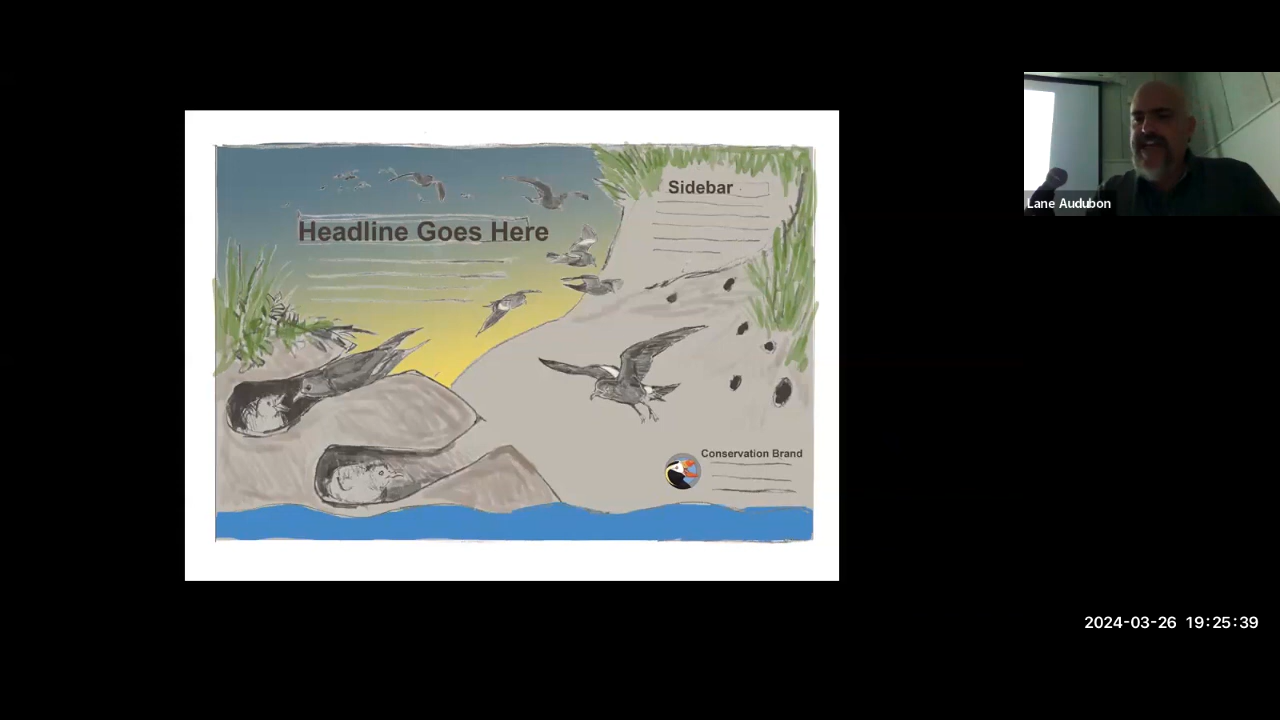 Sidebar
Headline Goes Here
Lane Audubon
Conservation Brand
2024-03-26 19:25:39